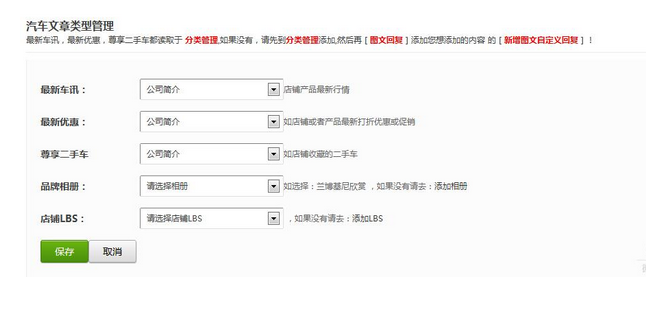 汽车文章类型管理
最新车讯，最新优惠，尊享二手车都读取于 分类管理,如果没有，请先到分类管理添加,然后再 [ 图文回复 ] 添加您想添加的内容 的 [ 新增图文自定义回复 ] ！
最新车讯： 公司简介 店铺产品最新行情
最新优惠： 公司简介 如店铺或者产品最新打折优惠或促销
尊享二手车 公司简介 如店铺收藏的二手车
品牌相册： 请选择相册 如选择：兰博基尼欣赏 ，如果没有请去：添加相册
店铺LBS： 请选择店铺LBS ，如果没有请去：添加LBS
保存 取消